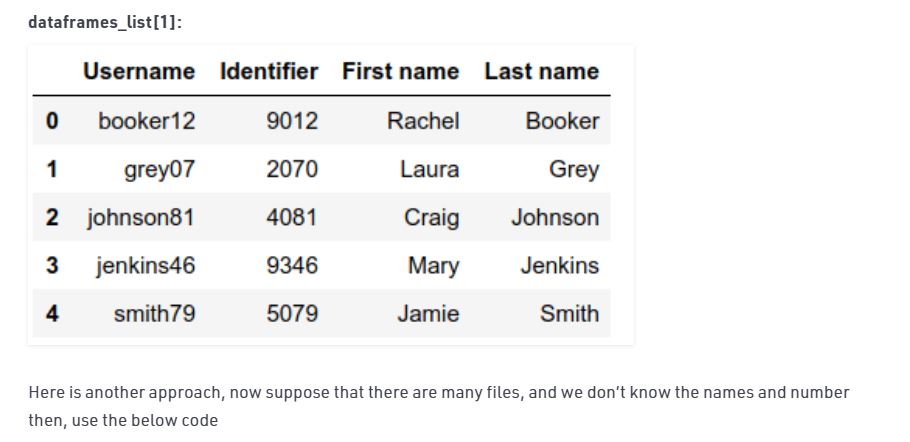 dataframes_list[1]:
Username Identifier First name Last name
0 booker12 9012 Rachel Booker
1 grey07 2070 Laura Grey
2 johnson81 4081 Craig Johnson
3 jenkins46 9346 Mary Jenkins
4 smith79 5079 Jamie Smith
Here is another approach, now suppose that there are many files, and we don’t know the names and number
then, use the below code